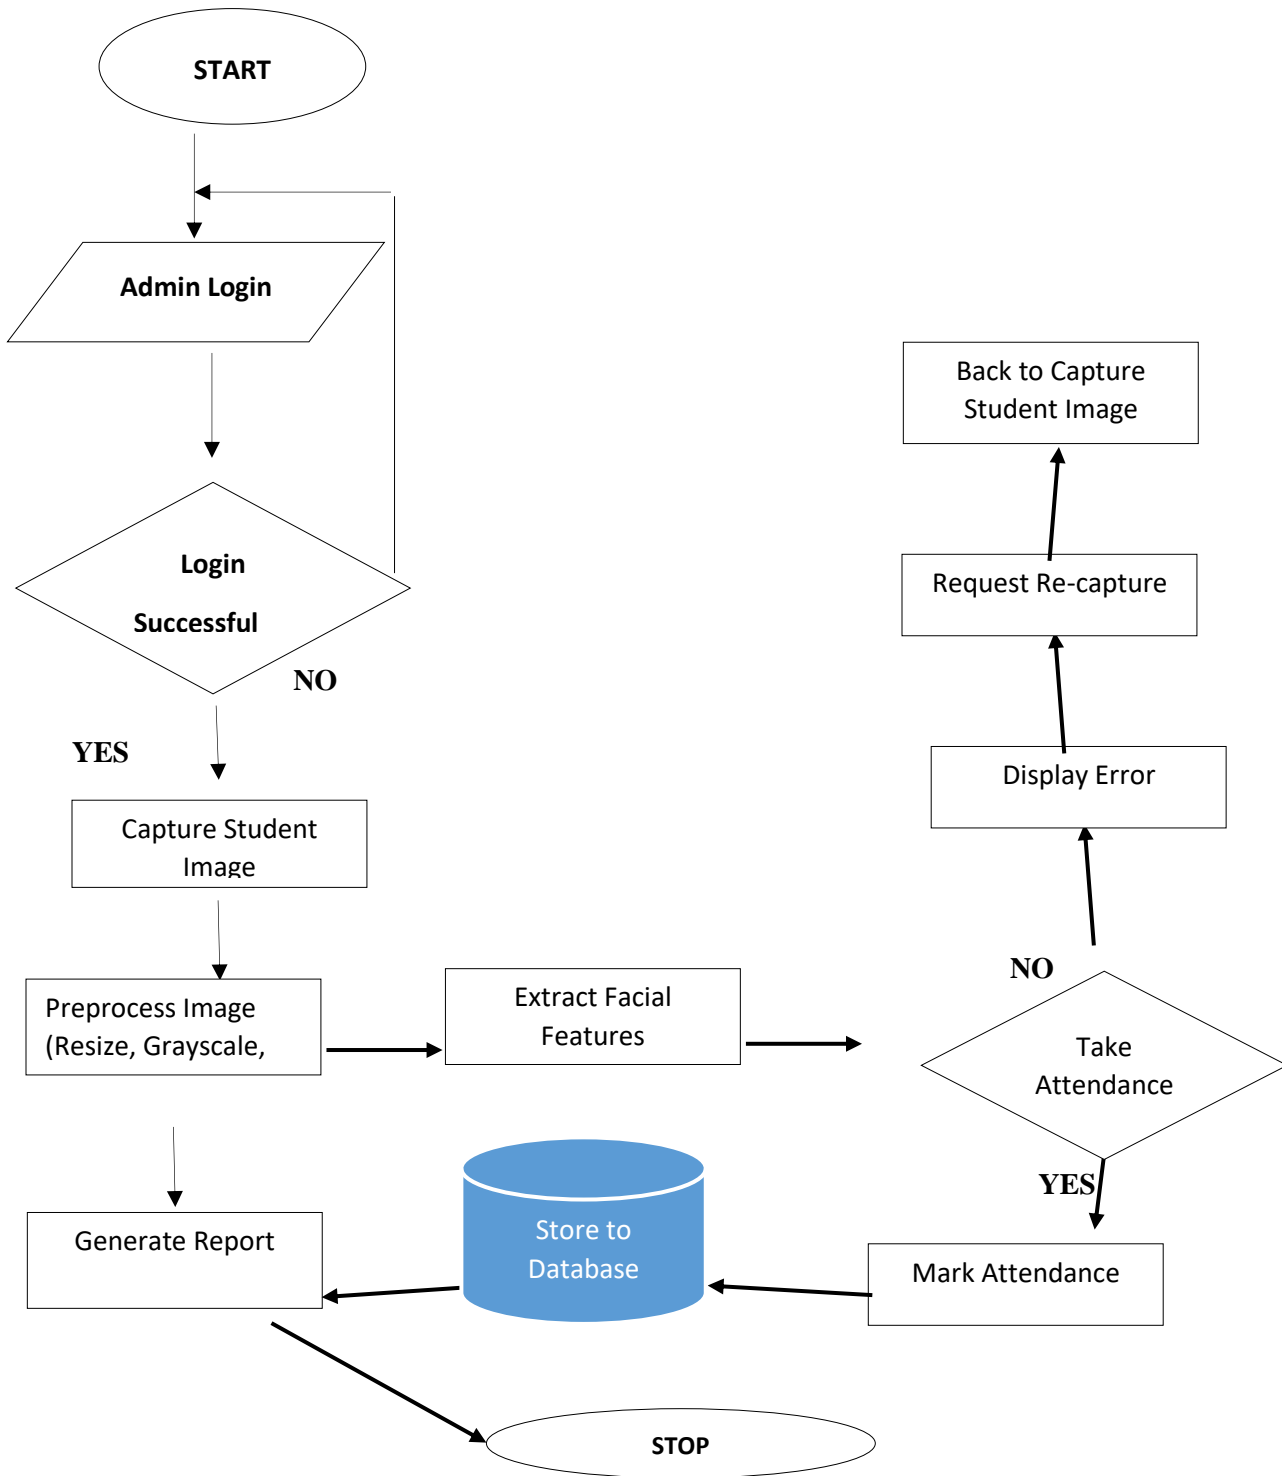 START
Admin Login
Login
Successful
NO
YES
Capture Student
Image
Preprocess Image
(Resize, Grayscale,
Extract Facial
Features
Take
Attendance
NO
Display Error
Request Re-capture
Back to Capture
Student Image
YES
Mark Attendance
Store to
Database
Generate Report
STOP